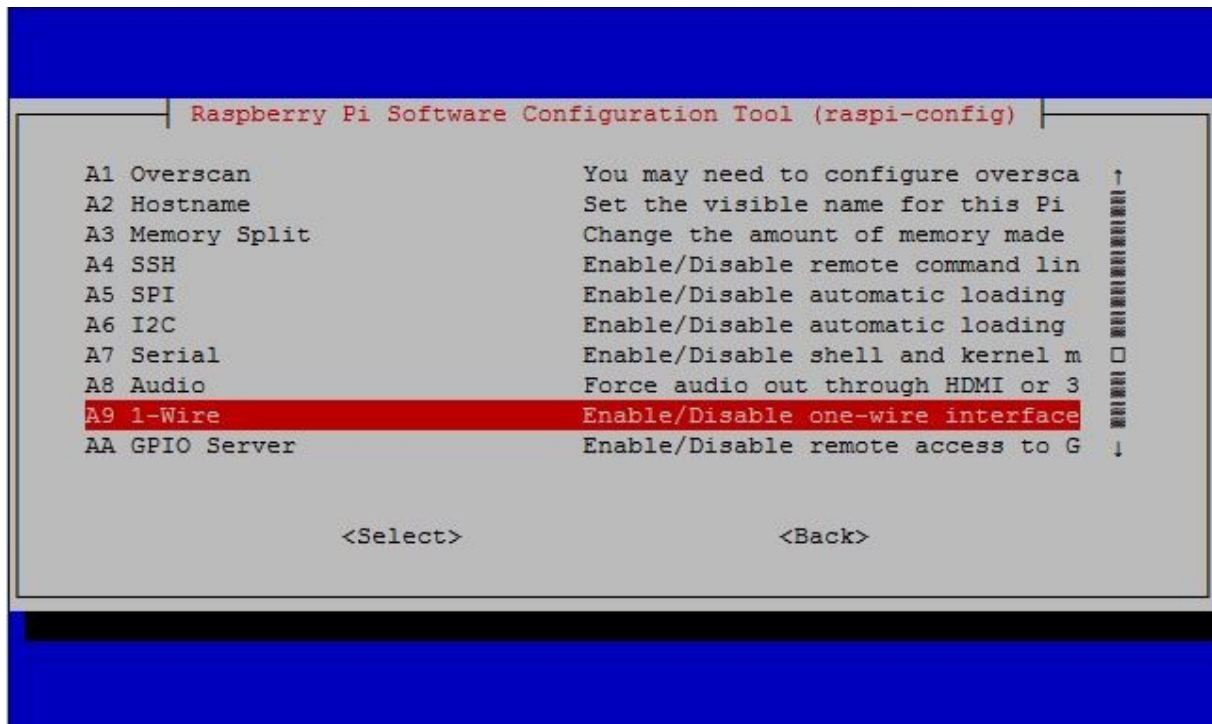 Raspberry Pi Software Configuration Tool (raspi-config)
A1 Overscan You may need to configure oversca
A2 Hostname Set the visible name for this Pi
A3 Memory Split Change the amount of memory made
A4 SSH Enable/Disable remote command lin
A5 SPI Enable/Disable automatic loading
A6 I2C Enable/Disable automatic loading
A7 Serial Enable/Disable shell and kernel m
A8 Audio Force audio out through HDMI or 3
A9 1-Wire Enable/Disable one-wire interface
AA GPIO Server Enable/Disable remote access to G
<Select> <Back>